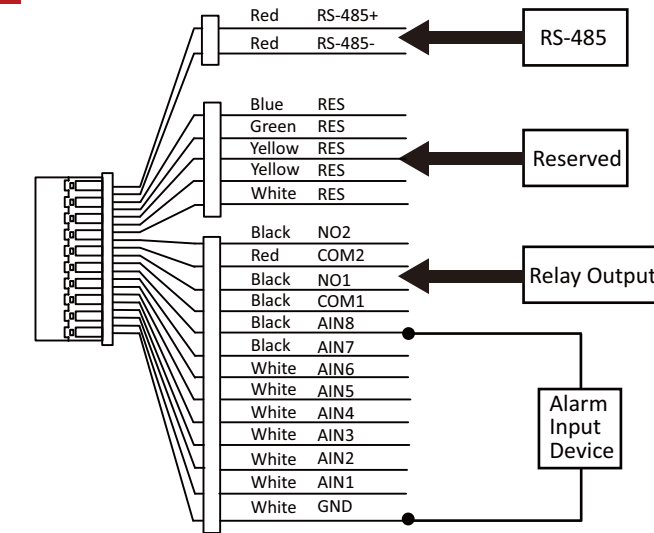 Red RS-485+
Red RS-485-
RS-485
Blue RES
Green RES
Yellow RES
Yellow RES
White RES
Reserved
Black NO2
Red COM2
Black NO1
Black COM1
Relay Output
Black AIN8
Black AIN7
White AIN6
White AIN5
White AIN4
White AIN3
White AIN2
White AIN1
White GND
Alarm
Input
Device